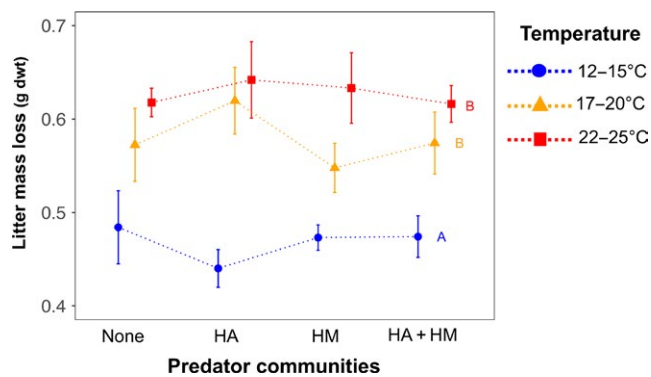 0.7
0.6
0.5
0.4
Litter mass loss (g dwt)
B
B
A
None HA HM HA + HM
Predator communities
Temperature
12–15°C
17–20°C
22–25°C